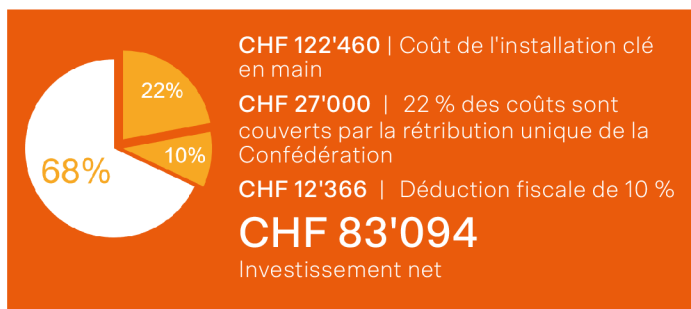 CHF 122'460 | Coût de l'installation clé
en main
22%
CHF 27'000 | 22 % des coûts sont
couverts par la rétribution unique de la
Confédération
10%
68%
CHF 12'366 | Déduction fiscale de 10 %
CHF 83'094
Investissement net